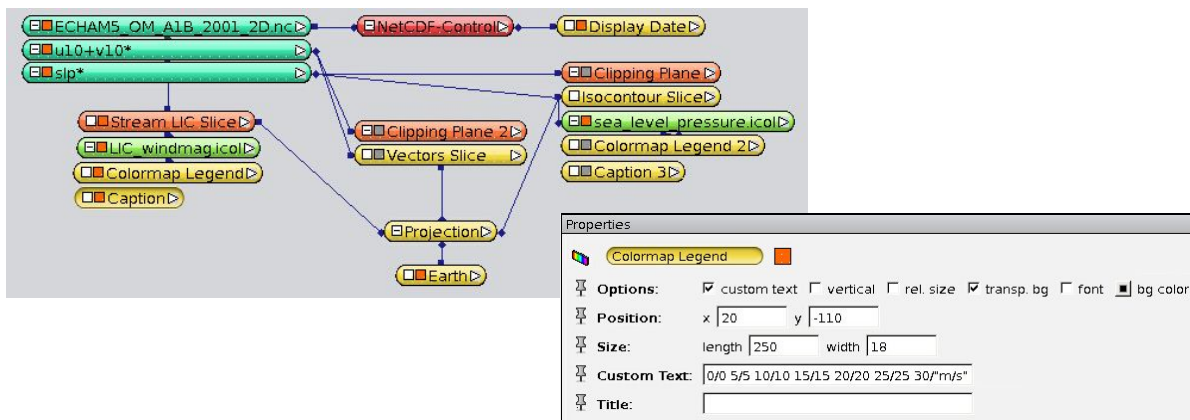 ECHAM5_OM_A1B_2001_2D.nc
NetCDF-Control
Display Date
u10+v10*
slp*
Clipping Plane
Isocontour Slice
Stream LIC Slice
sea_level_pressure.icol
Clipping Plane 2
LIC_windmag.icol
Colormap Legend 2
Vectors Slice
Colormap Legend
Caption 3
Caption
Projection
Earth
Properties
Colormap Legend
Options: custom text vertical rel. size transp. bg font bg color
Position: x 20 y -110
Size: length 250 width 18
Custom Text: 0/0 5/5 10/10 15/15 20/20 25/25 30/"m/s"
Title: